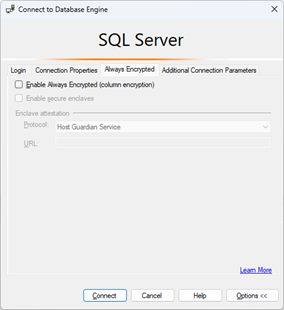 Connect to Database Engine
SQL Server
Login Connection Properties Always Encrypted Additional Connection Parameters
Enable Always Encrypted (column encryption)
Enable secure enclaves
Enclave attestation
Protocol: Host Guardian Service
URL:
Learn More
Connect Cancel Help Options <<